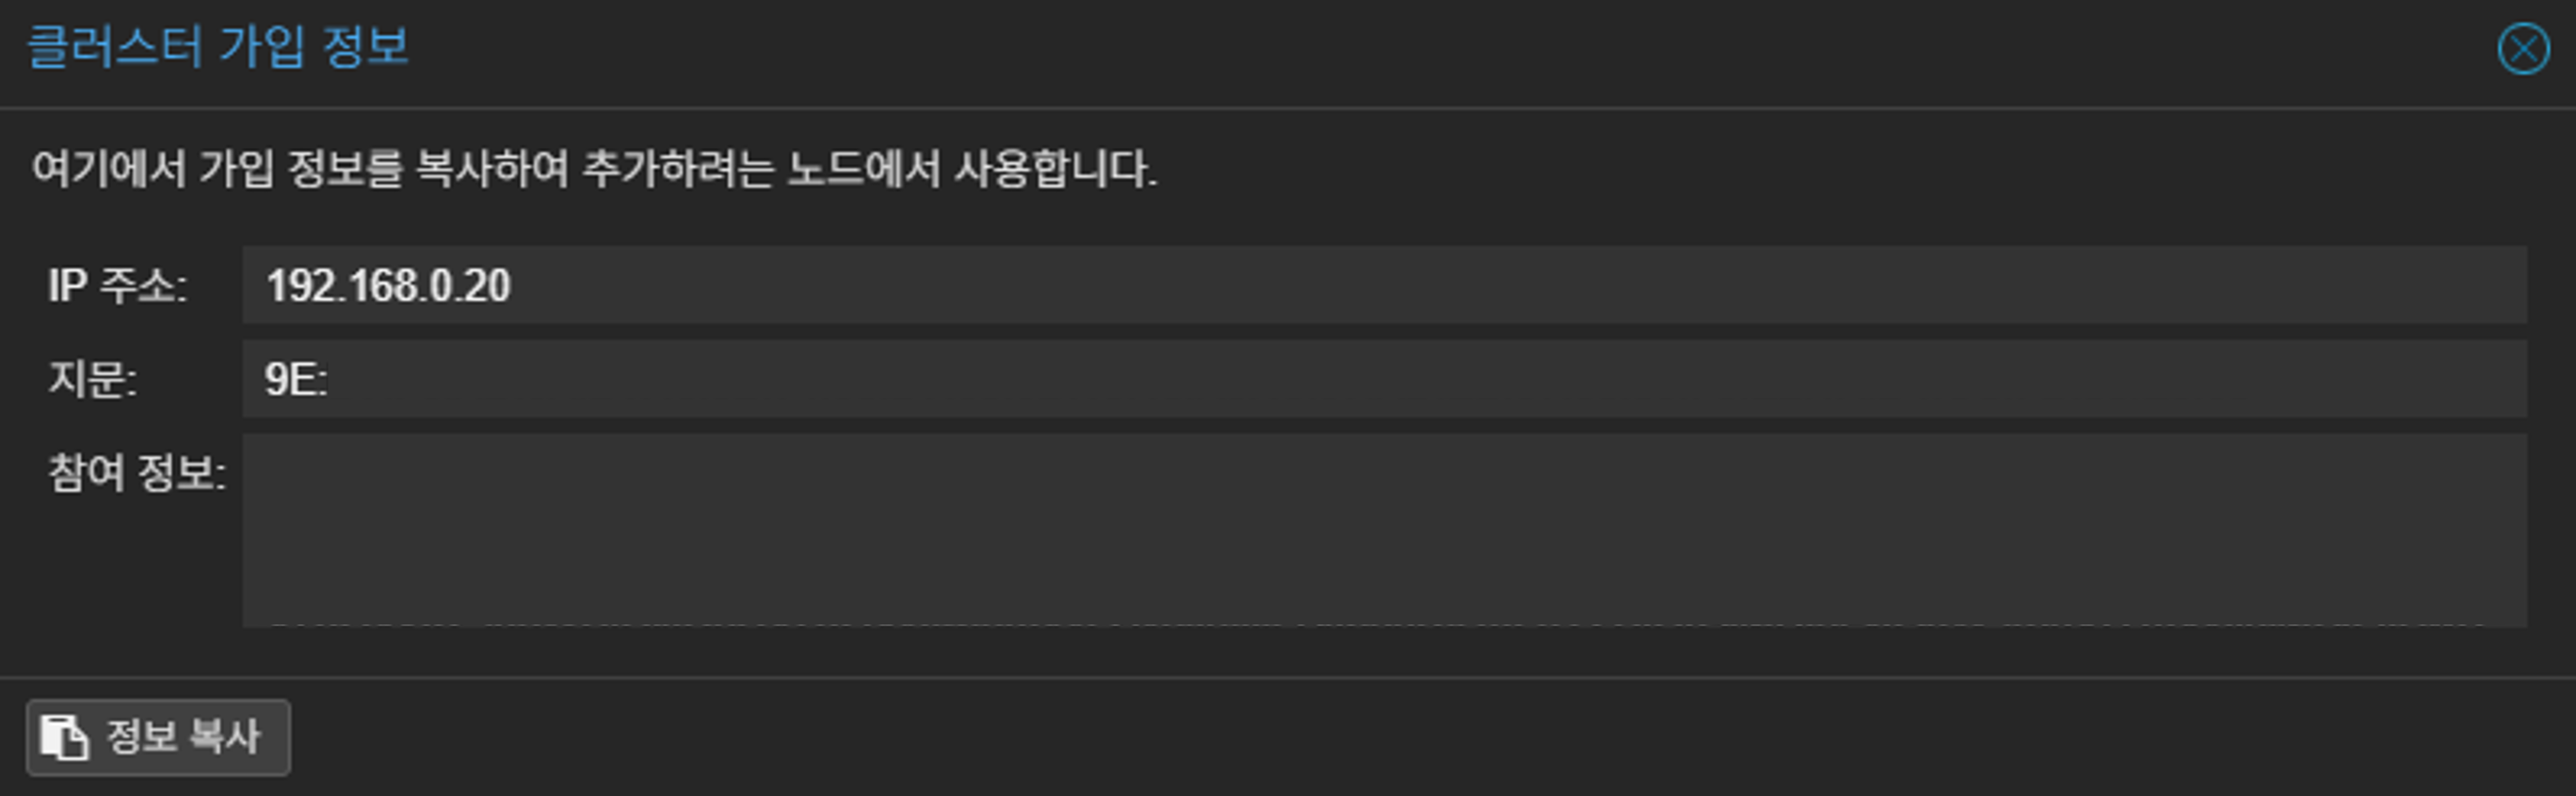 클러스터 가입 정보
여기에서 가입 정보를 복사하여 추가하려는 노드에서 사용합니다.
IP 주소: 192.168.0.20
지문: 9E:
참여 정보:
정보 복사